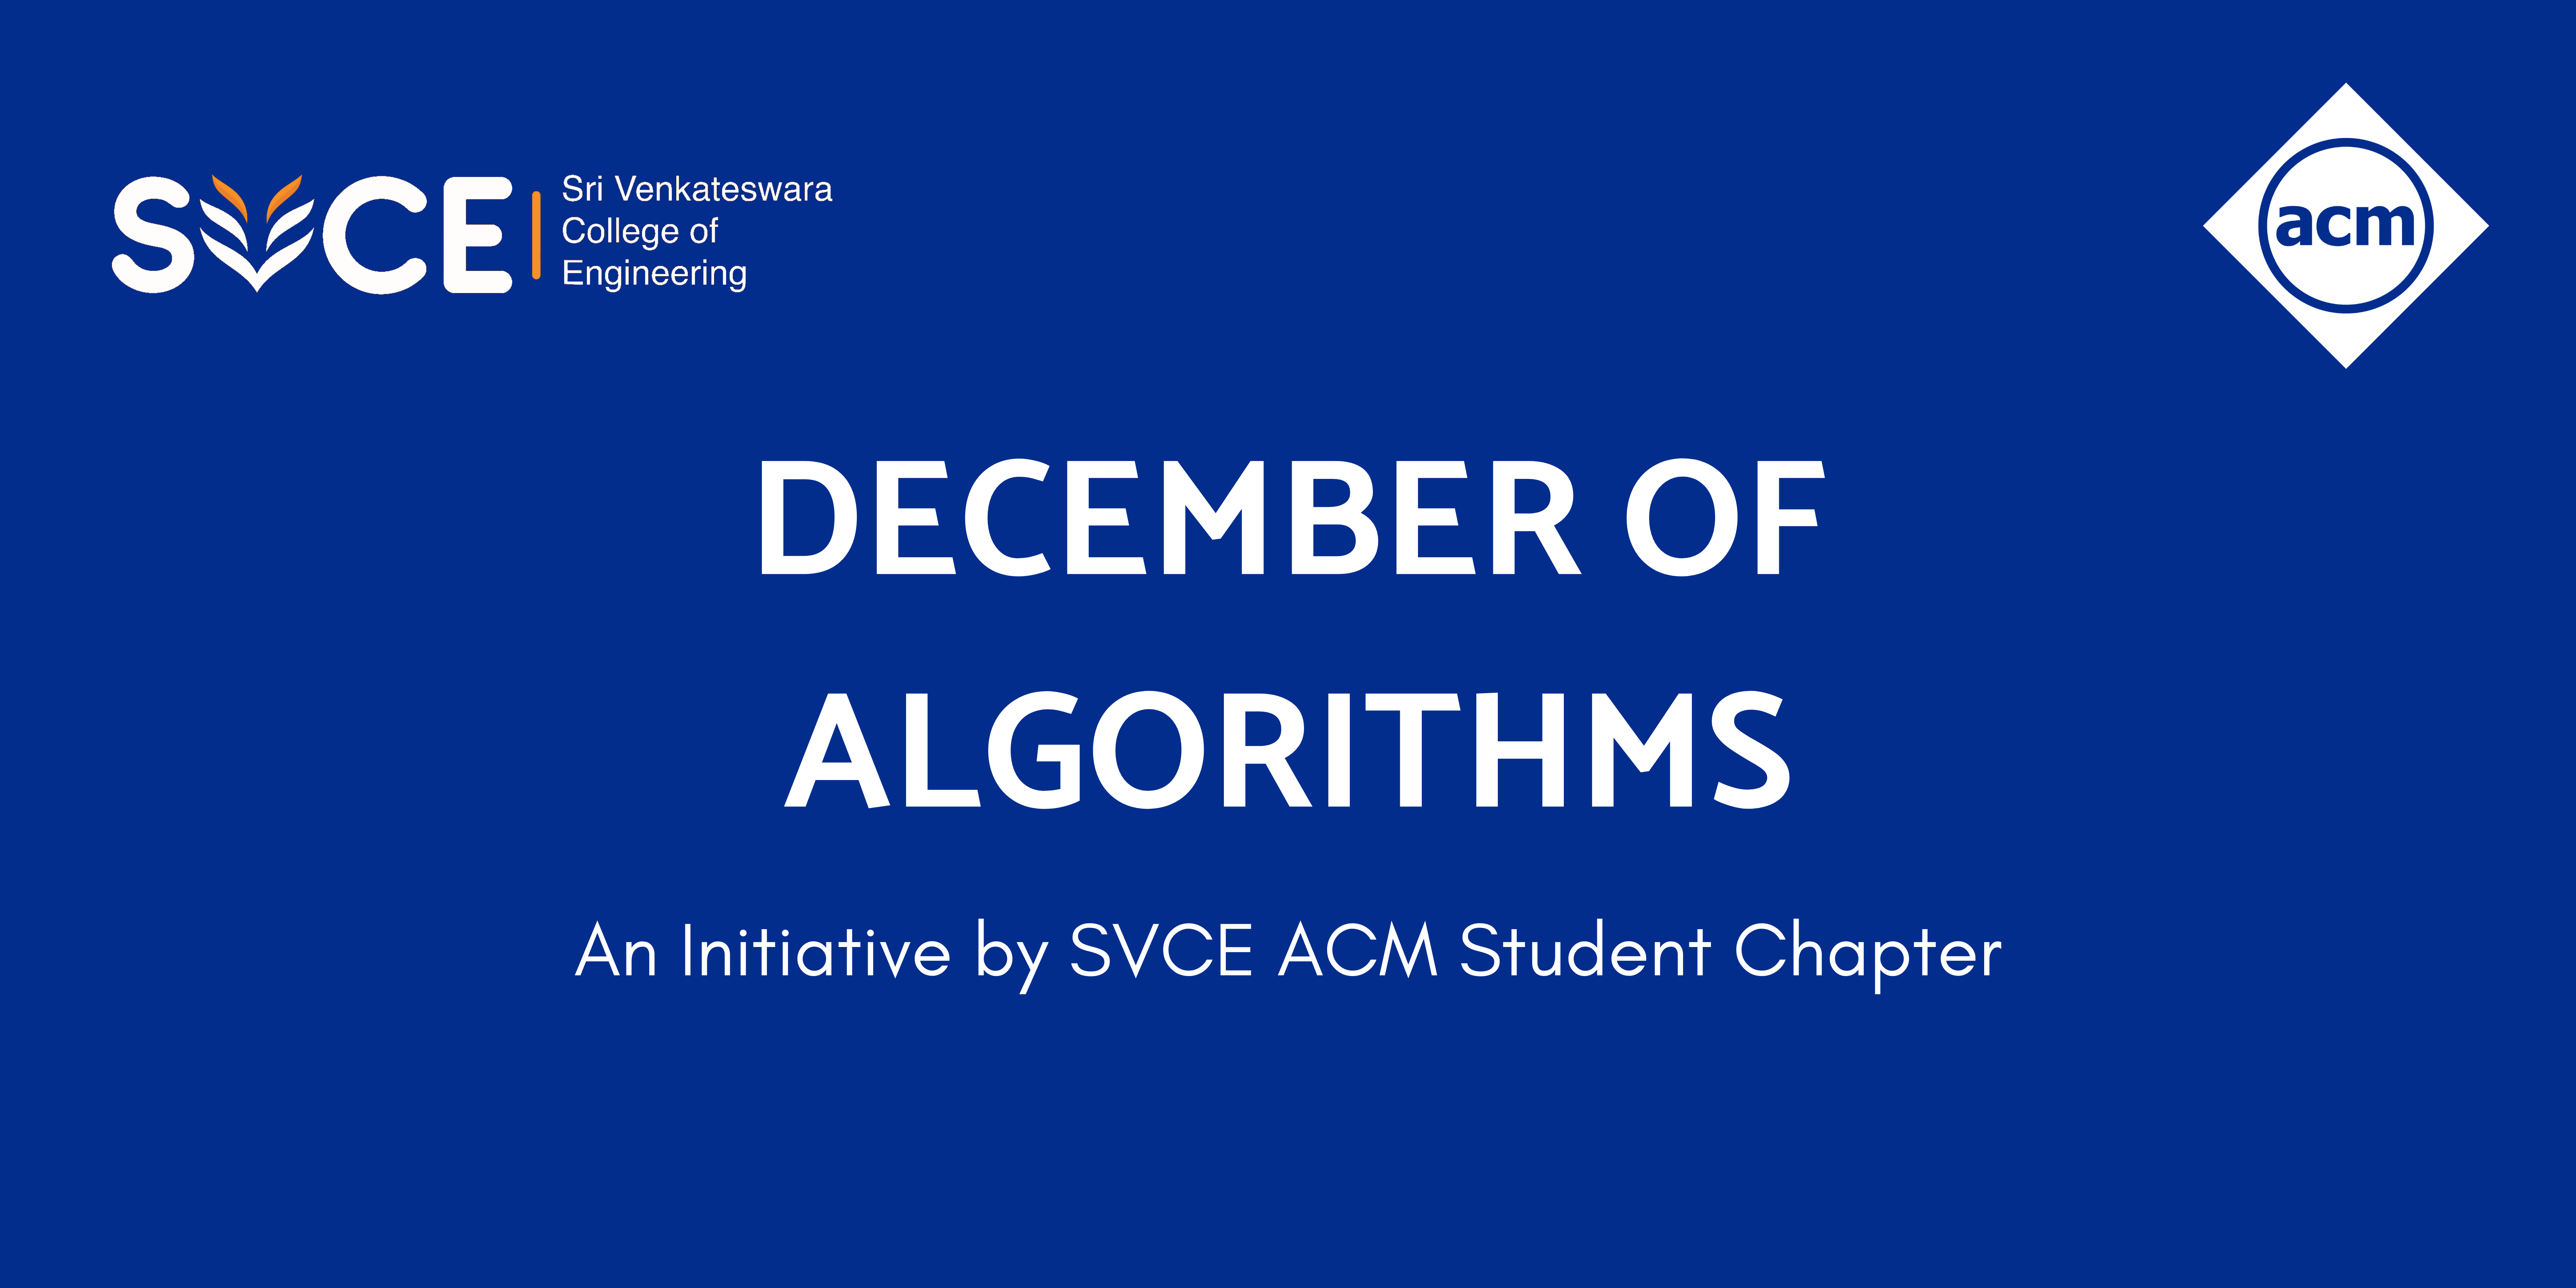 SVCE
Sri Venkateswara
College of
Engineering
acm
DECEMBER OF
ALGORITHMS
An Initiative by SVCE ACM Student Chapter